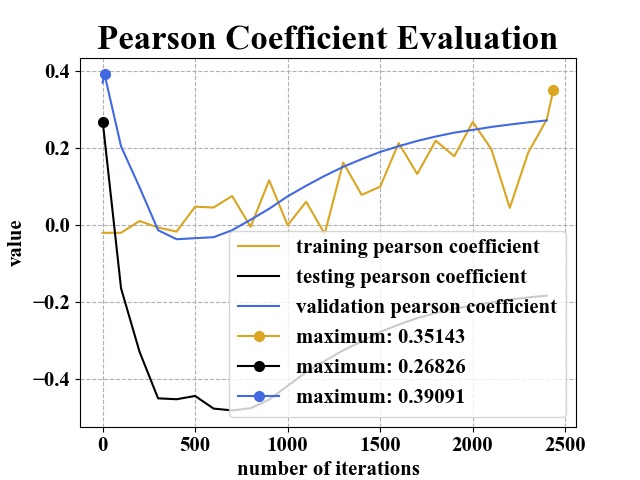 Pearson Coefficient Evaluation
0.4
0.2
0.0
−0.2
−0.4
value
training pearson coefficient
testing pearson coefficient
validation pearson coefficient
maximum: 0.35143
maximum: 0.26826
maximum: 0.39091
0 500 1000 1500 2000 2500
number of iterations